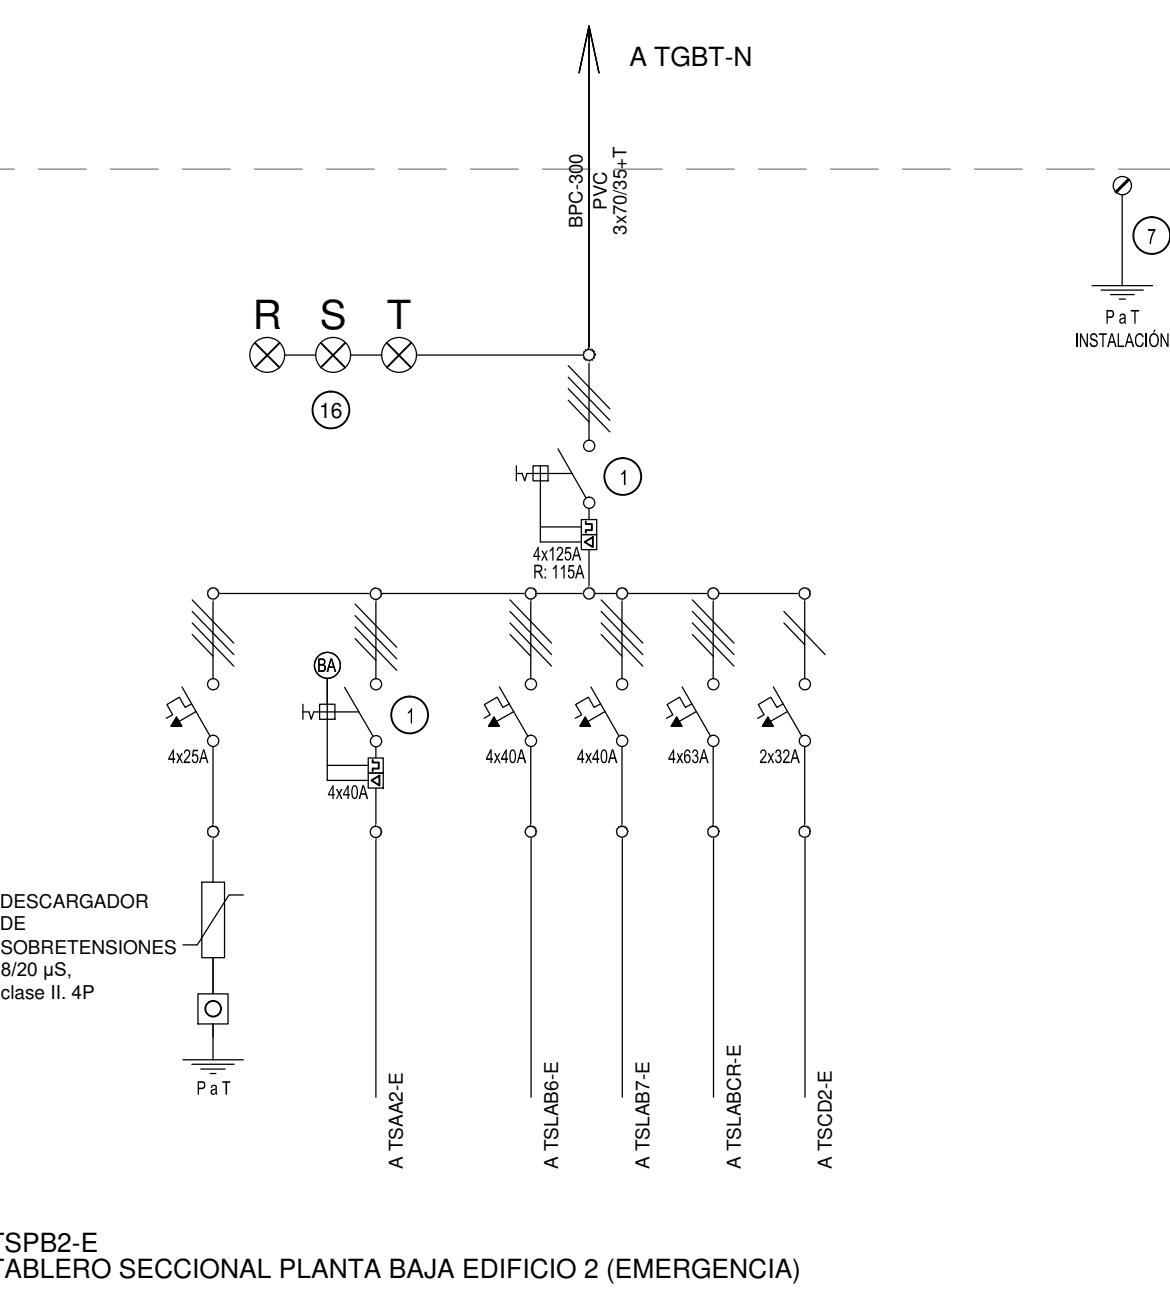 A TGBT-N
BPC-300
PVC
3x70/35+T
7
PaT
INSTALACIÓN
R S T
16
1
4x125A
R: 115A
BA
1
4x25A
4x40A
4x40A
4x40A
4x63A
2x32A
DESCARGADOR
DE
SOBRETENSIONES
8/20 µS,
clase II. 4P
PaT
A TSAA2-E
A TSLAB6-E
A TSLAB7-E
A TSLABCR-E
A TSCD2-E
TSPB2-E
TABLERO SECCIONAL PLANTA BAJA EDIFICIO 2 (EMERGENCIA)